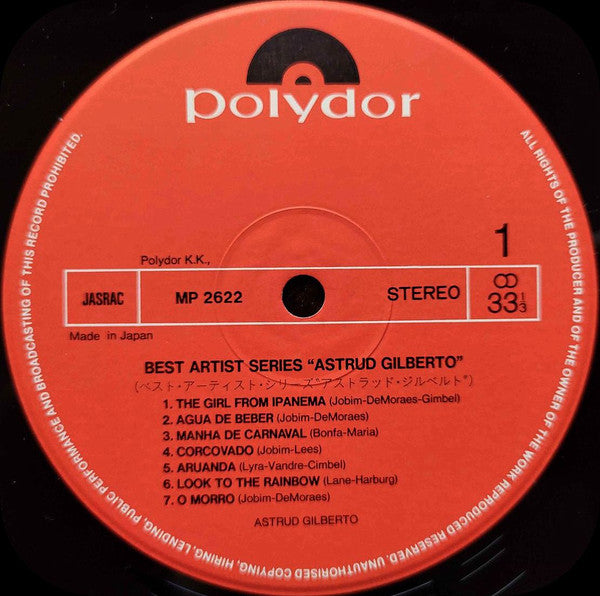 polydor
1
Polydor K.K.,
JASRAC
MP 2622
STEREO
33 1/3
Made in Japan
BEST ARTIST SERIES "ASTRUD GILBERTO"
(ベスト・アーティスト・シリーズ"アストラッド・ジルベルト")
1. THE GIRL FROM IPANEMA (Jobim-DeMoraes-Gimbel)
2. AGUA DE BEBER (Jobim-DeMoraes)
3. MANHA DE CARNAVAL (Bonfa-Maria)
4. CORCOVADO (Jobim-Lees)
5. ARUANDA (Lyra-Vandre-Cimbel)
6. LOOK TO THE RAINBOW (Lane-Harburg)
7. O MORRO (Jobim-DeMoraes)
ASTRUD GILBERTO
ALL RIGHTS OF THE PRODUCER AND OF THE OWNER OF THE WORK REPRODUCED RESERVED. UNAUTHORISED COPYING, HIRING, LENDING, PUBLIC PERFORMANCE AND BROADCASTING OF THIS RECORD PROHIBITED.